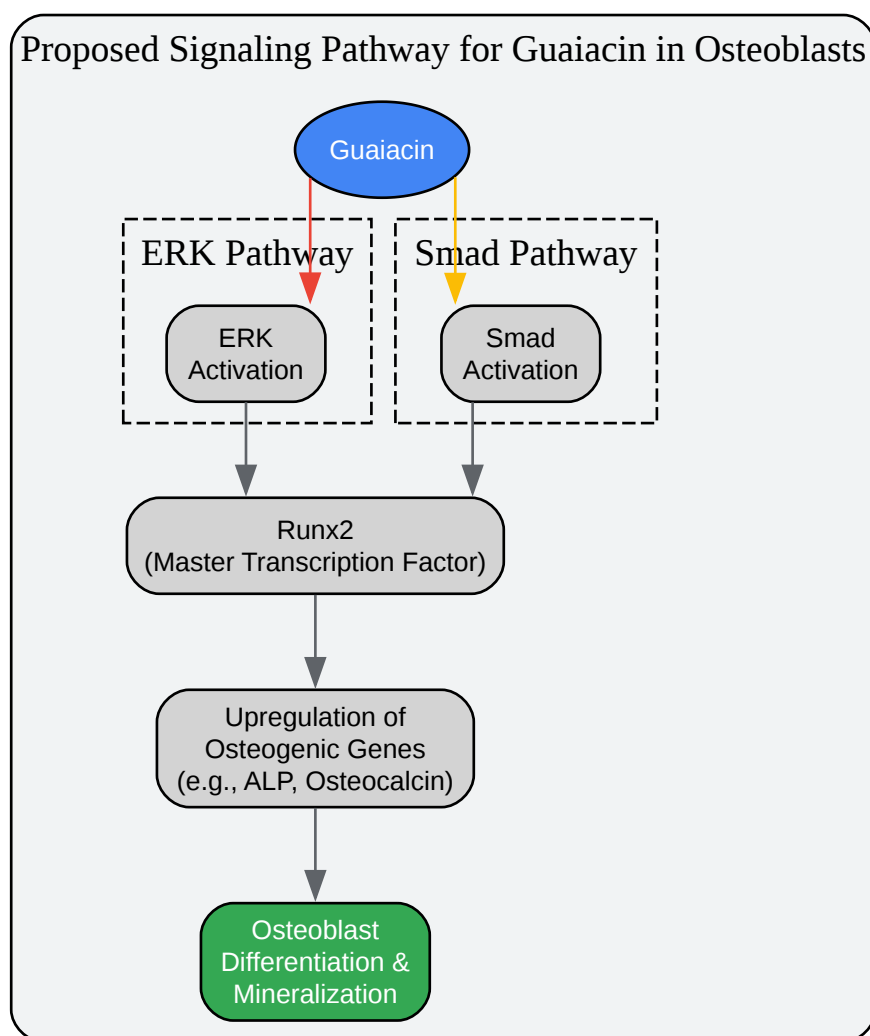 Proposed Signaling Pathway for Guaiacin in Osteoblasts
Guaiacin
ERK Pathway
Smad Pathway
ERK
Activation
Smad
Activation
Runx2
(Master Transcription Factor)
Upregulation of
Osteogenic Genes
(e.g., ALP, Osteocalcin)
Osteoblast
Differentiation &
Mineralization